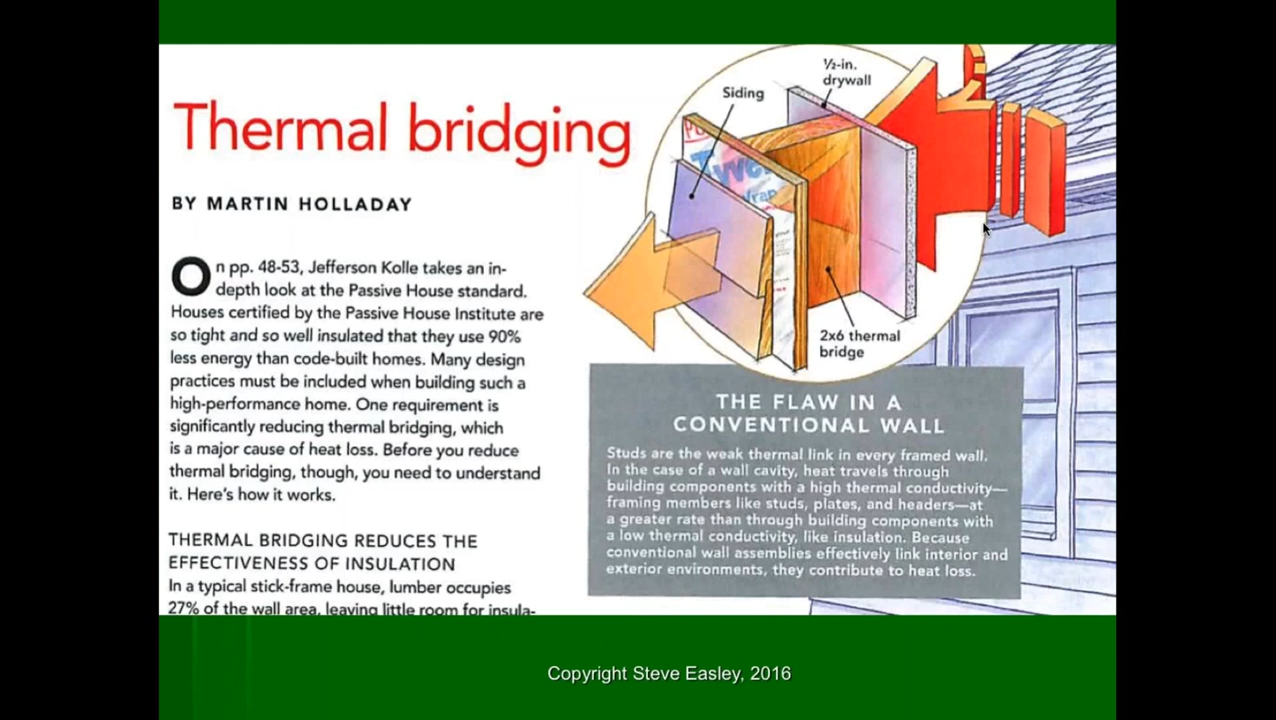 Thermal bridging
BY MARTIN HOLLADAY
On pp. 48-53, Jefferson Kolle takes an in-
depth look at the Passive House standard.
Houses certified by the Passive House Institute are
so tight and so well insulated that they use 90%
less energy than code-built homes. Many design
practices must be included when building such a
high-performance home. One requirement is
significantly reducing thermal bridging, which
is a major cause of heat loss. Before you reduce
thermal bridging, though, you need to understand
it. Here's how it works.
THERMAL BRIDGING REDUCES THE
EFFECTIVENESS OF INSULATION
In a typical stick-frame house, lumber occupies
27% of the wall area, leaving little room for insula-
Siding
½-in.
drywall
2x6 thermal
bridge
THE FLAW IN A
CONVENTIONAL WALL
Studs are the weak thermal link in every framed wall.
In the case of a wall cavity, heat travels through
building components with a high thermal conductivity—
framing members like studs, plates, and headers—at
a greater rate than through building components with
a low thermal conductivity, like insulation. Because
conventional wall assemblies effectively link interior and
exterior environments, they contribute to heat loss.
Copyright Steve Easley, 2016